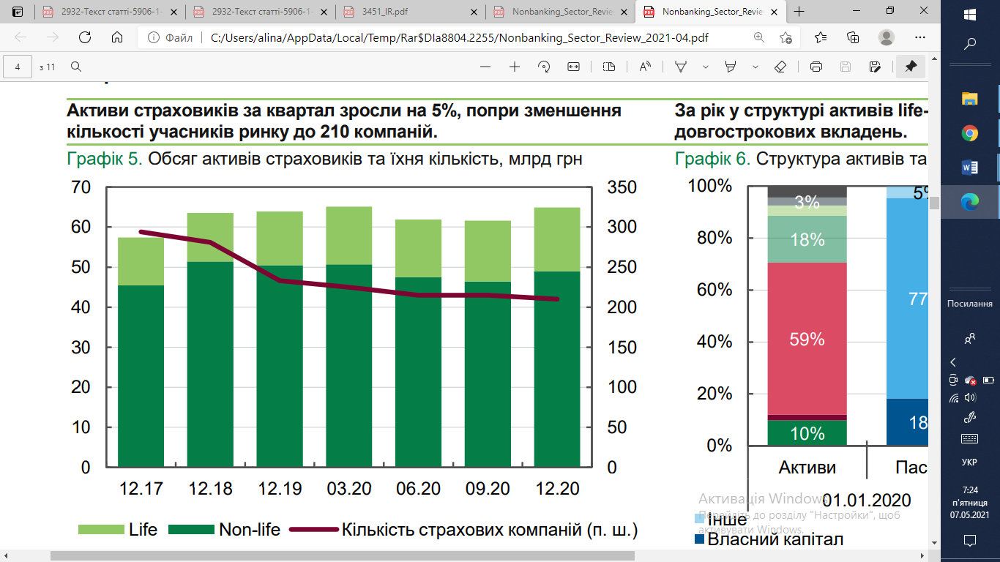 2932-Текст статті-5906-1-
2932-Текст статті-5906-1-
3451_IR.pdf
Nonbanking_Sector_Revie
Nonbanking_Sector_Revie
Файл
C:/Users/alina/AppData/Local/Temp/Rar$DIa8804.2255/Nonbanking_Sector_Review_2021-04.pdf
4 з 11
Активи страховиків за квартал зросли на 5%, попри зменшення
кількості учасників ринку до 210 компаній.
Графік 5. Обсяг активів страховиків та їхня кількість, млрд грн
70
60
50
40
30
20
10
0
350
300
250
200
150
100
50
0
12.17 12.18 12.19 03.20 06.20 09.20 12.20
Life Non-life Кількість страхових компаній (п. ш.)
За рік у структурі активів life-
довгострокових вкладень.
Графік 6. Структура активів та
100%
80%
60%
40%
20%
0%
3%
18%
59%
10%
5%
77
18
Активи Пас
01.01.2020
Інше
Власний капітал
Активація Windows
Перейдіть до розділу "Настройки", щоб
активувати Windows.
Посилання
УКР
7:24
п'ятниця
07.05.2021